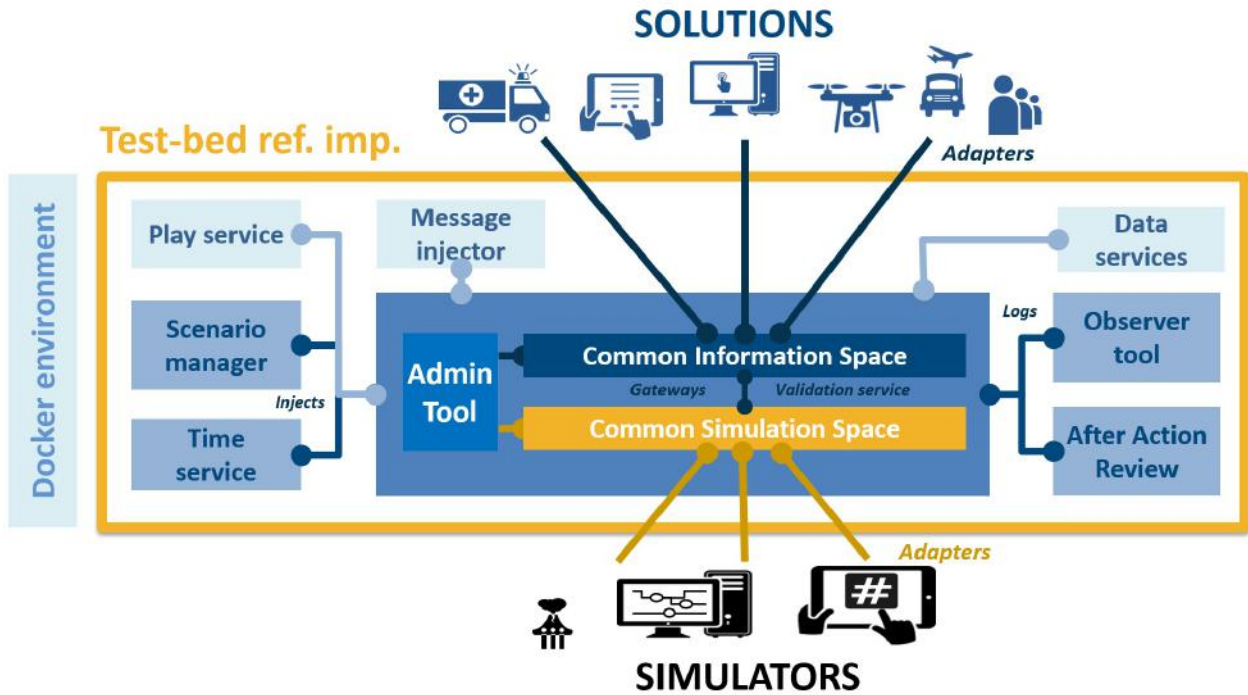 SOLUTIONS
Test-bed ref. imp.
Adapters
Docker environment
Play service
Message
injector
Data
services
Scenario
manager
Injects
Time
service
Admin
Tool
Common Information Space
Gateways
Validation service
Common Simulation Space
Logs
Observer
tool
After Action
Review
Adapters
#
SIMULATORS